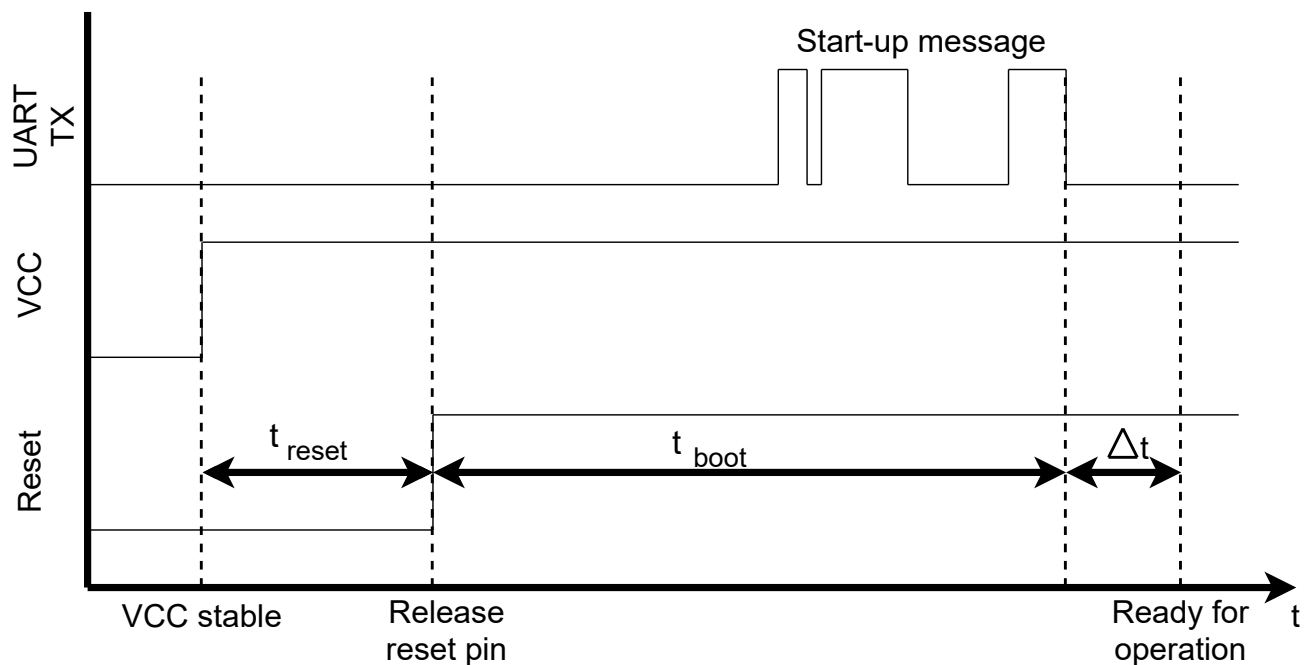 Start-up message
UART
TX
VCC
Reset
t reset
t boot
Δt
VCC stable
Release
reset pin
Ready for
operation
t